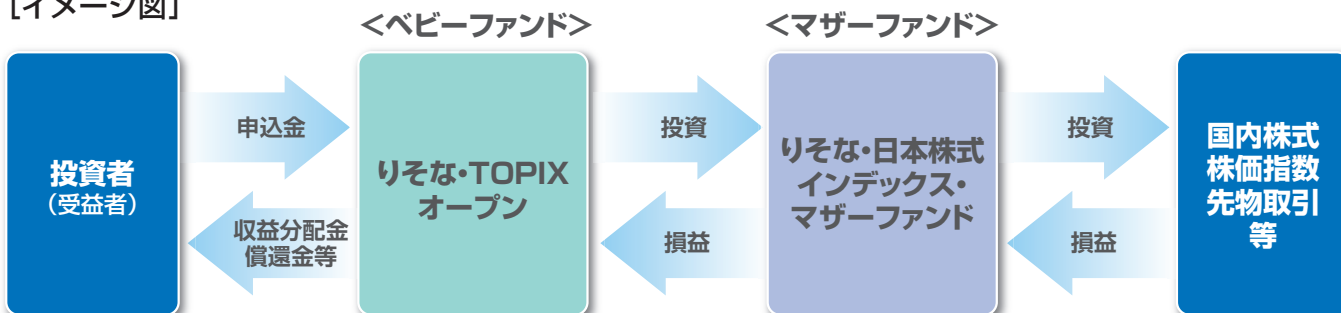 [イメージ図]
<ベビーファンド>
<マザーファンド>
投資者
(受益者)
申込金
収益分配金
償還金等
りそな・TOPIX
オープン
投資
損益
りそな・日本株式
インデックス・
マザーファンド
投資
損益
国内株式
株価指数
先物取引
等